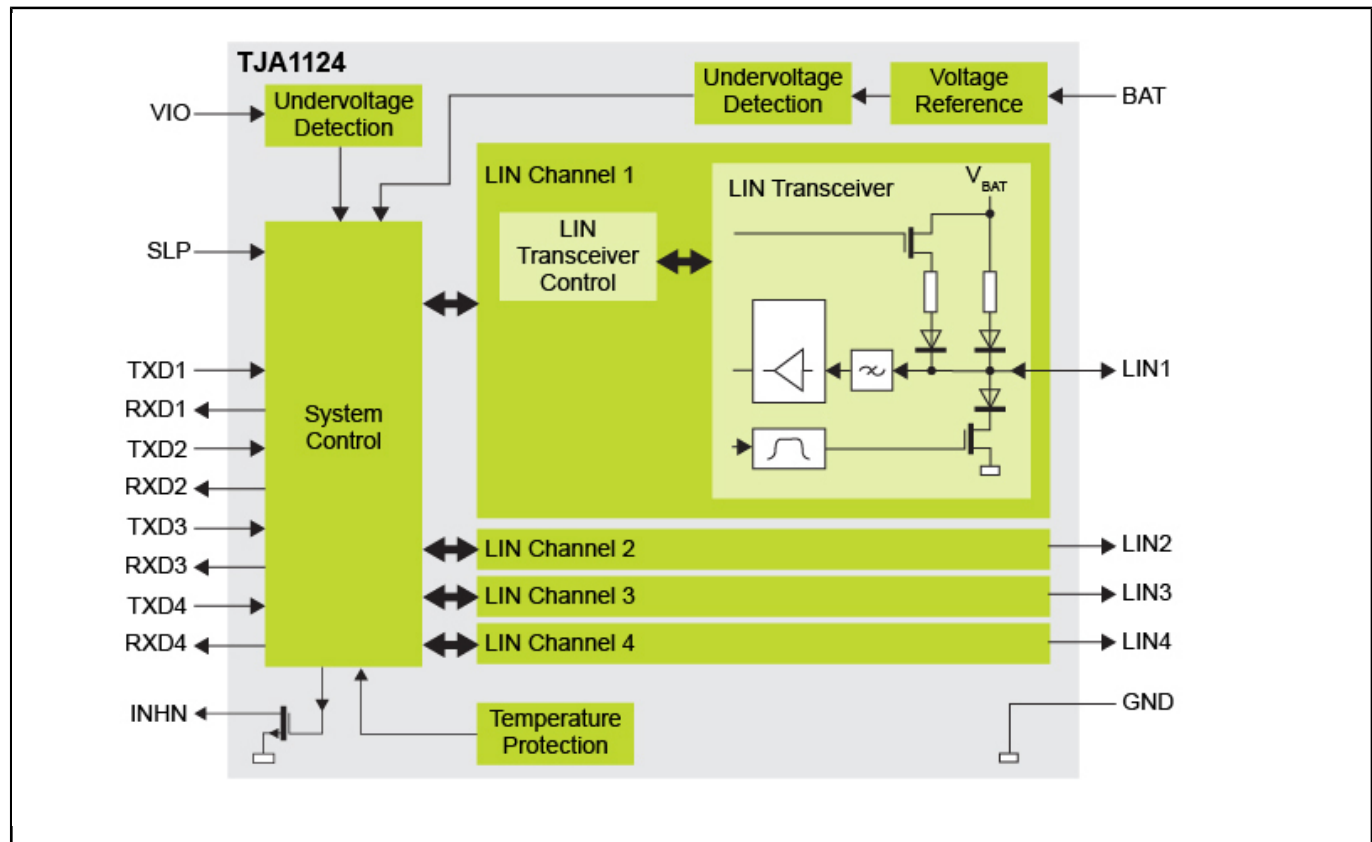 TJA1124
Undervoltage
Detection
Voltage
Reference
BAT
VIO
Undervoltage
Detection
LIN Channel 1
LIN Transceiver
VBAT
LIN
Transceiver
Control
SLP
TXD1
RXD1
TXD2
RXD2
TXD3
RXD3
TXD4
RXD4
System
Control
LIN1
LIN Channel 2
LIN2
LIN Channel 3
LIN3
LIN Channel 4
LIN4
INHN
Temperature
Protection
GND